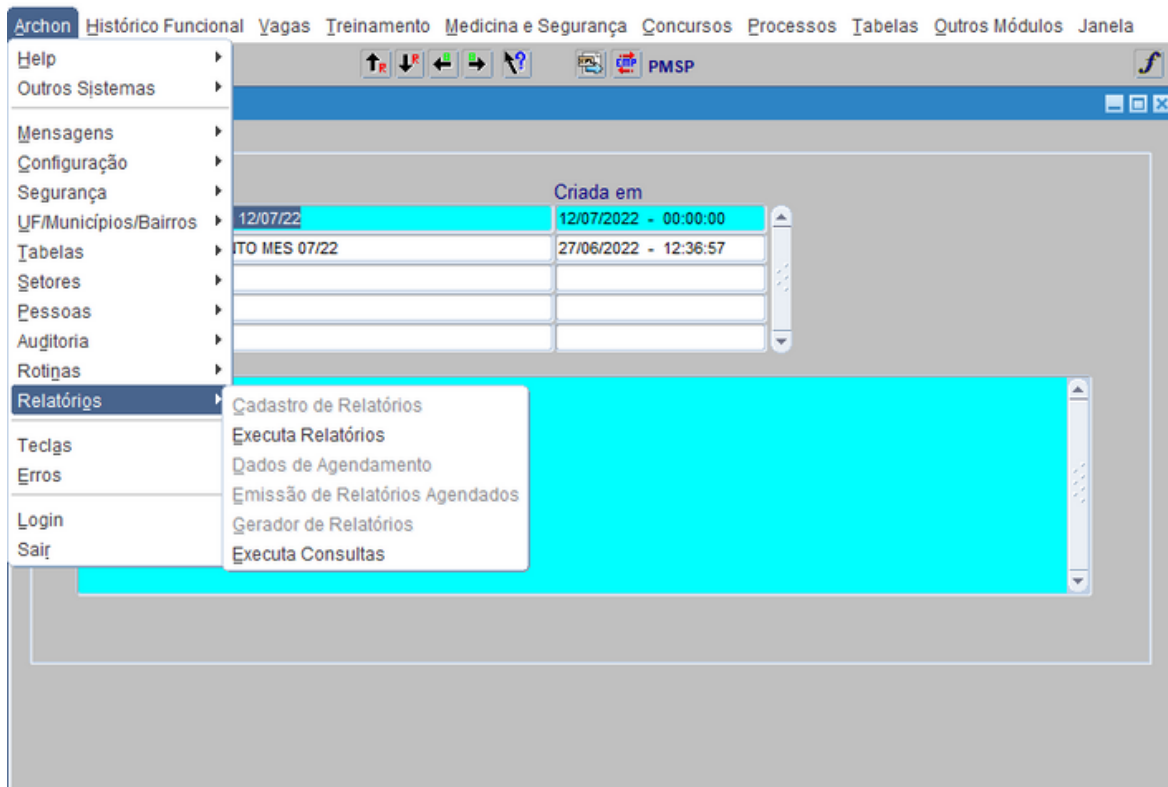 Archon Histórico Funcional Vagas Treinamento Medicina e Segurança Concursos Processos Tabelas Outros Módulos Janela
PMSP
Help
Outros Sistemas
Mensagens
Configuração
Segurança
UF/Municípios/Bairros
Tabelas
Setores
Pessoas
Auditoria
Rotinas
Relatórios
Teclas
Erros
Login
Sair
Cadastro de Relatórios
Executa Relatórios
Dados de Agendamento
Emissão de Relatórios Agendados
Gerador de Relatórios
Executa Consultas
Criada em
12/07/22 12/07/2022 - 00:00:00
MES 07/22 27/06/2022 - 12:36:57